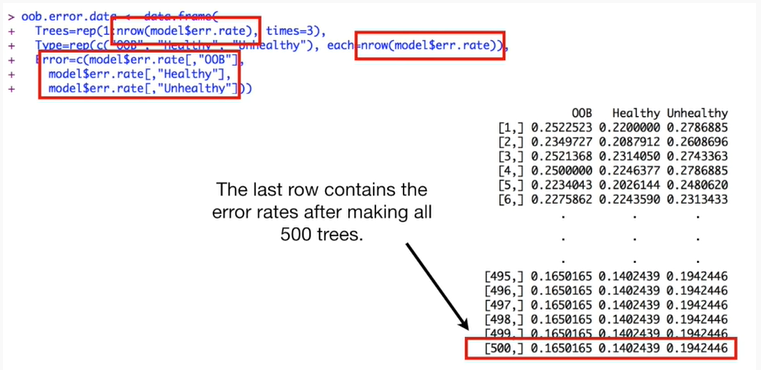 > oob.error.data <- data.frame(
+ Trees=rep(1:nrow(model$err.rate), times=3),
+ Type=rep(c("OOB", "Healthy", "Unhealthy"), each=nrow(model$err.rate)),
+ Error=c(model$err.rate[,"OOB"],
+ model$err.rate[,"Healthy"],
+ model$err.rate[,"Unhealthy"]))
OOB Healthy Unhealthy
[1,] 0.2522523 0.2200000 0.2786885
[2,] 0.2349727 0.2087912 0.2608696
[3,] 0.2521368 0.2314050 0.2743363
[4,] 0.2500000 0.2246377 0.2786885
[5,] 0.2234043 0.2026144 0.2480620
[6,] 0.2275862 0.2243590 0.2313433
. . .
. . .
. . .
[495,] 0.1650165 0.1402439 0.1942446
[496,] 0.1650165 0.1402439 0.1942446
[497,] 0.1650165 0.1402439 0.1942446
[498,] 0.1650165 0.1402439 0.1942446
[499,] 0.1650165 0.1402439 0.1942446
[500,] 0.1650165 0.1402439 0.1942446
The last row contains the
error rates after making all
500 trees.